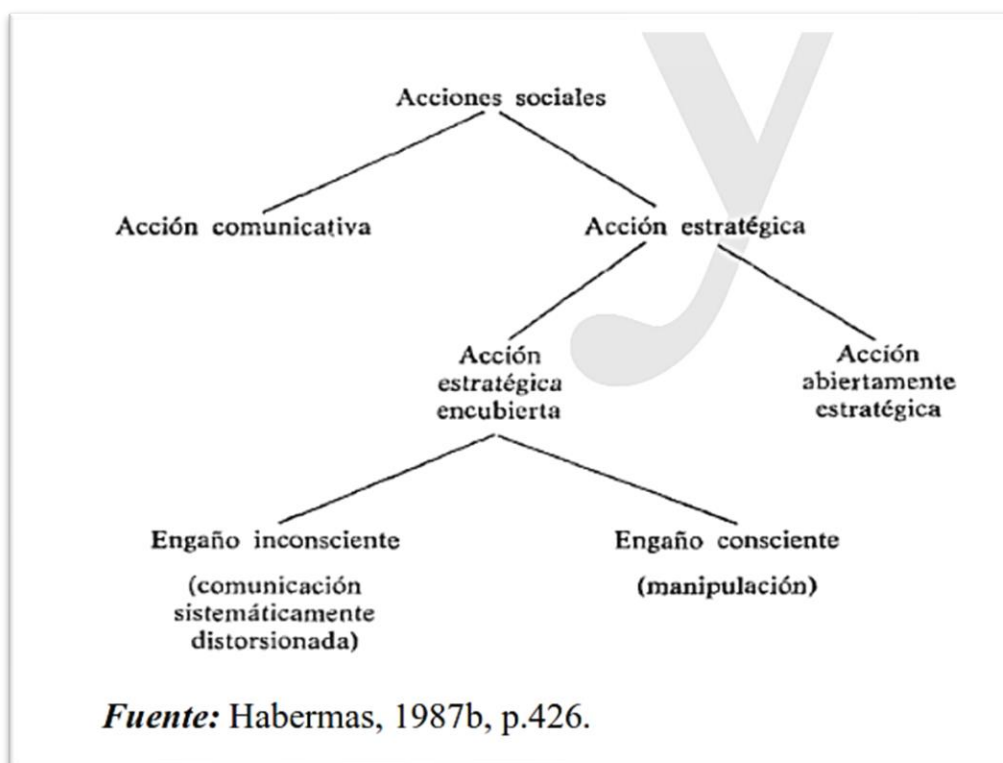 Acciones sociales
Acción comunicativa
Acción estratégica
Acción
estratégica
encubierta
Acción
abiertamente
estratégica
Engaño inconsciente
(comunicación
sistemáticamente
distorsionada)
Engaño consciente
(manipulación)
Fuente: Habermas, 1987b, p.426.